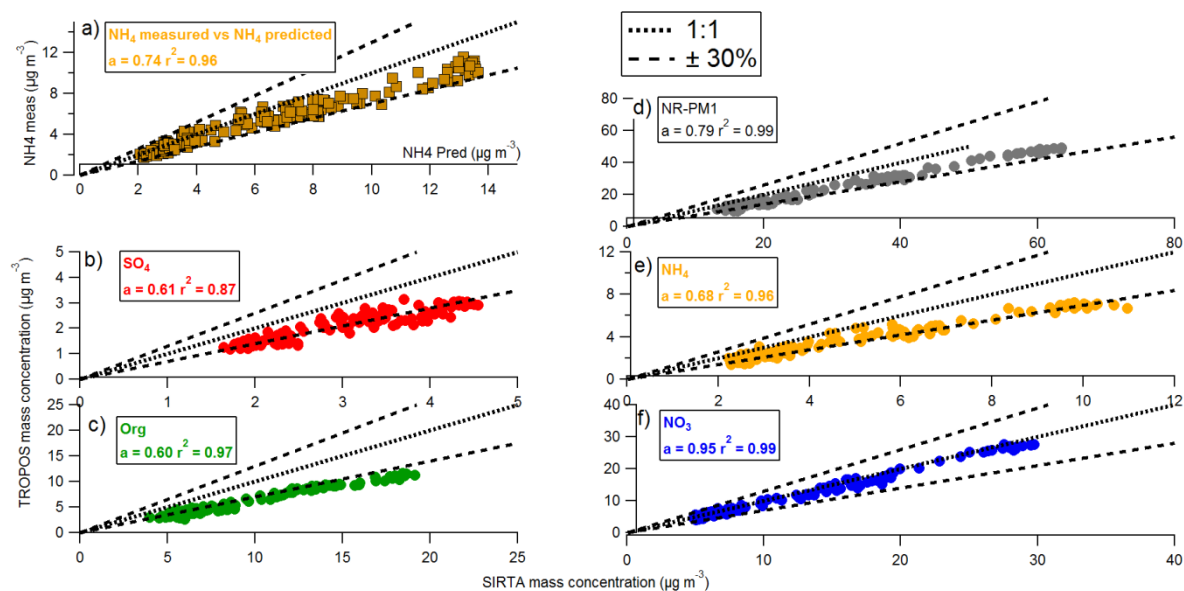 1:1
± 30%
a)
NH4 measured vs NH4 predicted
a = 0.74 r2= 0.96
NH4 meas (µg m-3)
12
8
4
0
NH4 Pred (µg m-3)
0 2 4 6 8 10 12 14
d)
NR-PM1
a = 0.79 r2 = 0.99
80
60
40
20
0
0 20 40 60 80
b)
SO4
a = 0.61 r2 = 0.87
5
4
3
2
1
0
0 1 2 3 4 5
e)
NH4
a = 0.68 r2 = 0.96
12
8
4
0
0 2 4 6 8 10 12
c)
Org
a = 0.60 r2 = 0.97
25
20
15
10
5
0
0 5 10 15 20 25
f)
NO3
a = 0.95 r2 = 0.99
40
30
20
10
0
0 10 20 30 40
TROPOS mass concentration (µg m-3)
SIRTA mass concentration (µg m-3)